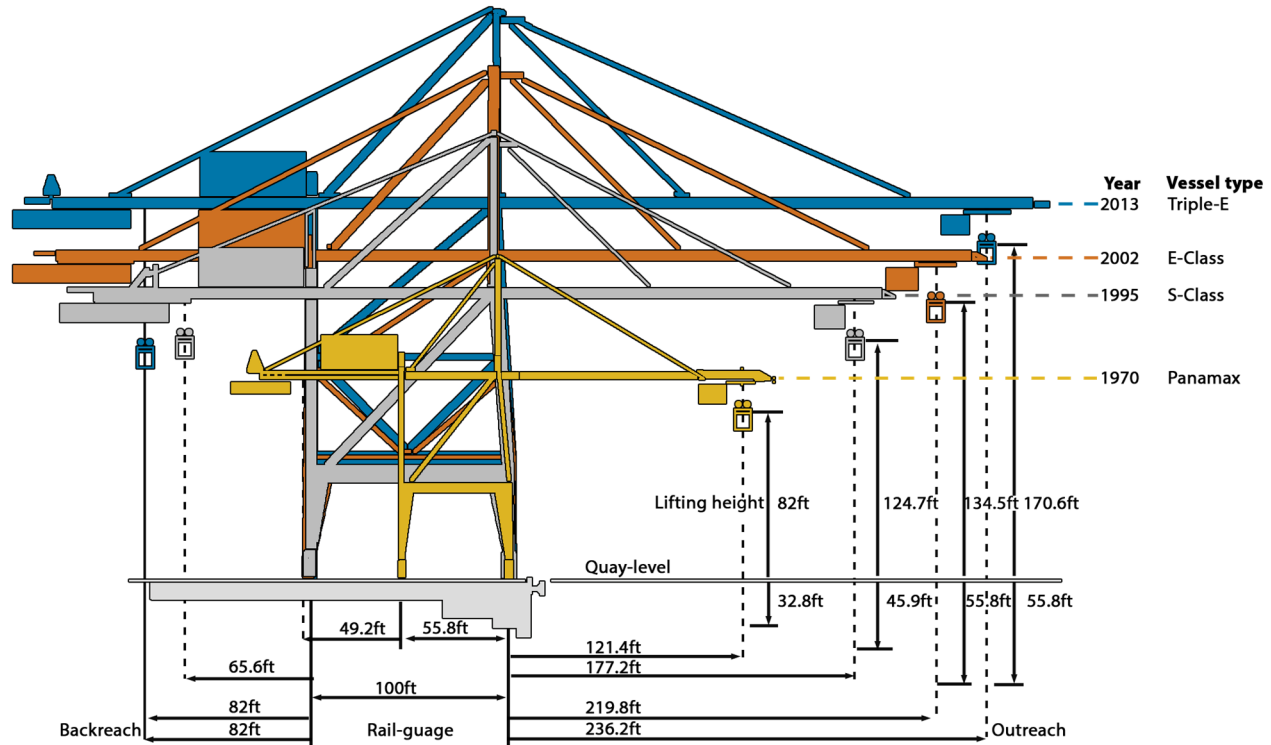 Year Vessel type
2013 Triple-E
2002 E-Class
1995 S-Class
1970 Panamax
Lifting height 82ft 124.7ft 134.5ft 170.6ft
Quay-level
32.8ft 45.9ft 55.8ft 55.8ft
49.2ft 55.8ft
121.4ft
65.6ft 177.2ft
100ft
82ft 219.8ft
Backreach 82ft Rail-guage 236.2ft Outreach